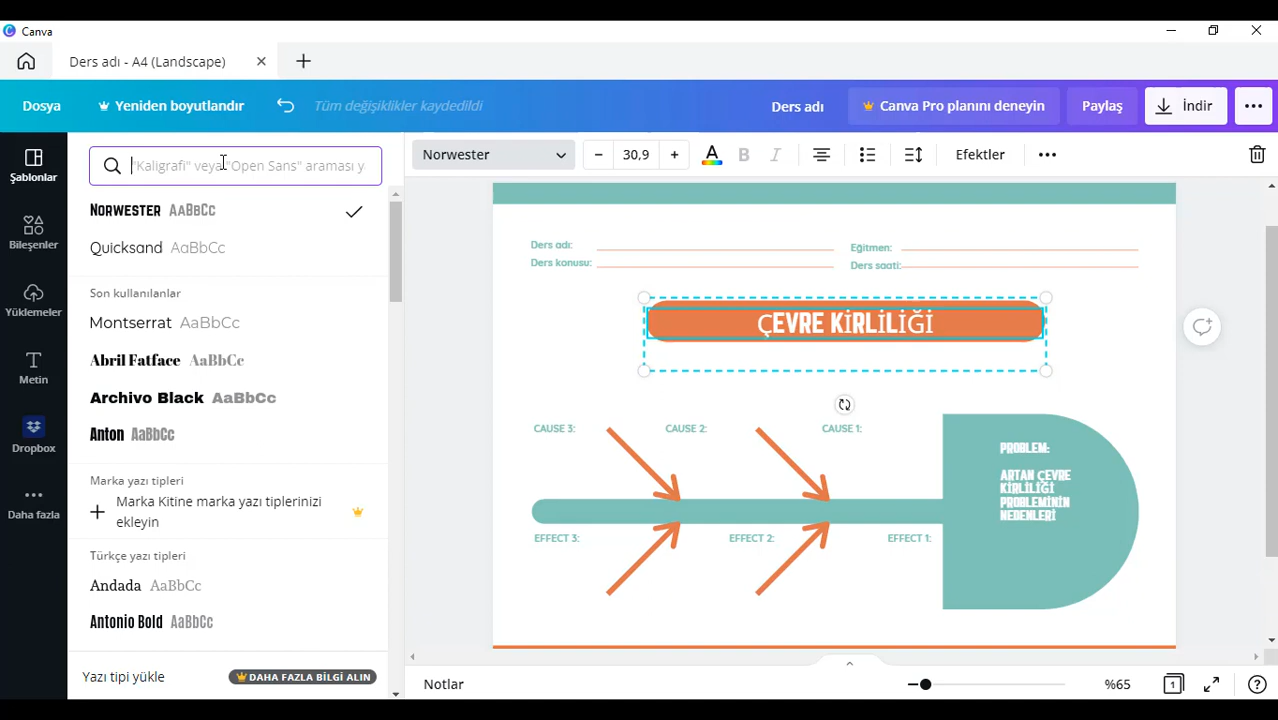 Canva
Ders adı - A4 (Landscape)
Dosya
Yeniden boyutlandır
Tüm değişiklikler kaydedildi
Ders adı
Canva Pro planını deneyin
Paylaş
İndir
Şablonlar
Bileşenler
Yüklemeler
Metin
Dropbox
Daha fazla
"Kaligrafi" veya "Open Sans" araması y
Norwester AaBbCc
Quicksand AaBbCc
Son kullanılanlar
Montserrat AaBbCc
Abril Fatface AaBbCc
Archivo Black AaBbCc
Anton AaBbCc
Marka yazı tipleri
Marka Kitine marka yazı tiplerinizi
ekleyin
Türkçe yazı tipleri
Andada AaBbCc
Antonio Bold AaBbCc
Yazı tipi yükle
DAHA FAZLA BİLGİ ALIN
Norwester
30,9
A
B
I
Efektler
Ders adı:
Ders konusu:
Eğitmen:
Ders saati:
ÇEVRE KİRLİLİĞİ
CAUSE 3:
CAUSE 2:
CAUSE 1:
PROBLEM:
ARTAN ÇEVRE
KİRLİLİĞİ
PROBLEMİNİN
NEDENLERİ
EFFECT 3:
EFFECT 2:
EFFECT 1:
Notlar
%65
1